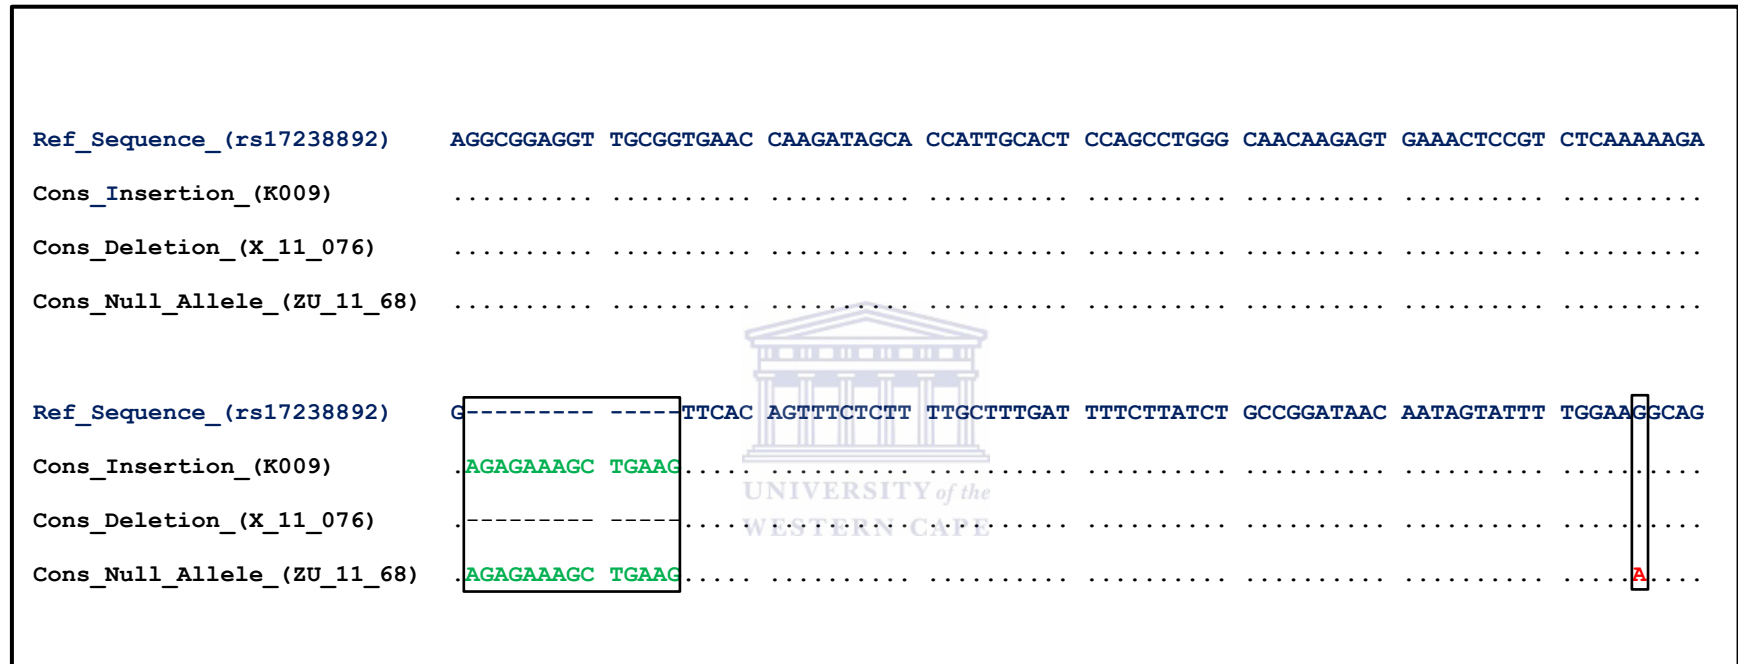 Ref_Sequence_(rs17238892) AGGCGGAGGT TGCGGTGAAC CAAGATAGCA CCATTGCACT CCAGCCTGGG CAACAAGAGT GAAACTCCGT CTCAAAAAGA
Cons_Insertion_(K009) .......... .......... .......... .......... .......... .......... .......... ..........
Cons_Deletion_(X_11_076) .......... .......... .......... .......... .......... .......... .......... ..........
Cons_Null_Allele_(ZU_11_68) .......... .......... .......... .......... .......... .......... .......... ..........
Ref_Sequence_(rs17238892) G--------- -----TTCAC AGTTTCTCTT TTGCTTTGAT TTTCTTATCT GCCGGATAAC AATAGTATTT TGGAAGGCAG
Cons_Insertion_(K009) .AGAGAAAGC TGAAG..... .......... .......... .......... .......... .......... ..........
UNIVERSITY of the
Cons_Deletion_(X_11_076) .--------- -----..... .......... .......... .......... .......... .......... ..........
WESTERN CAPE
Cons_Null_Allele_(ZU_11_68) .AGAGAAAGC TGAAG..... .......... .......... .......... .......... .......... .....A....